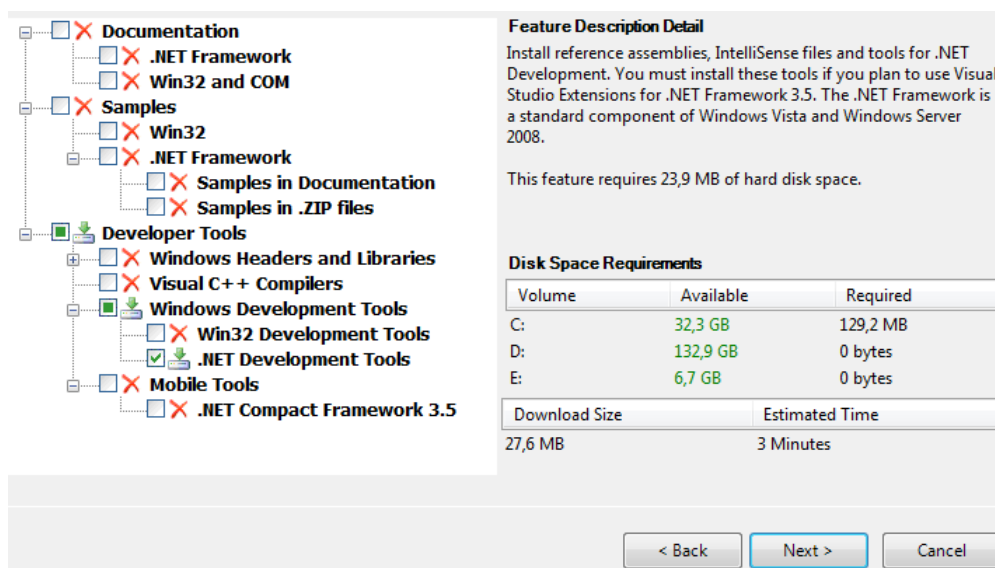 Documentation
.NET Framework
Win32 and COM
Samples
Win32
.NET Framework
Samples in Documentation
Samples in .ZIP files
Developer Tools
Windows Headers and Libraries
Visual C++ Compilers
Windows Development Tools
Win32 Development Tools
.NET Development Tools
Mobile Tools
.NET Compact Framework 3.5
Feature Description Detail
Install reference assemblies, IntelliSense files and tools for .NET
Development. You must install these tools if you plan to use Visual
Studio Extensions for .NET Framework 3.5. The .NET Framework is
a standard component of Windows Vista and Windows Server
2008.
This feature requires 23,9 MB of hard disk space.
Disk Space Requirements
Volume Available Required
C: 32,3 GB 129,2 MB
D: 132,9 GB 0 bytes
E: 6,7 GB 0 bytes
Download Size Estimated Time
27,6 MB 3 Minutes
< Back Next > Cancel